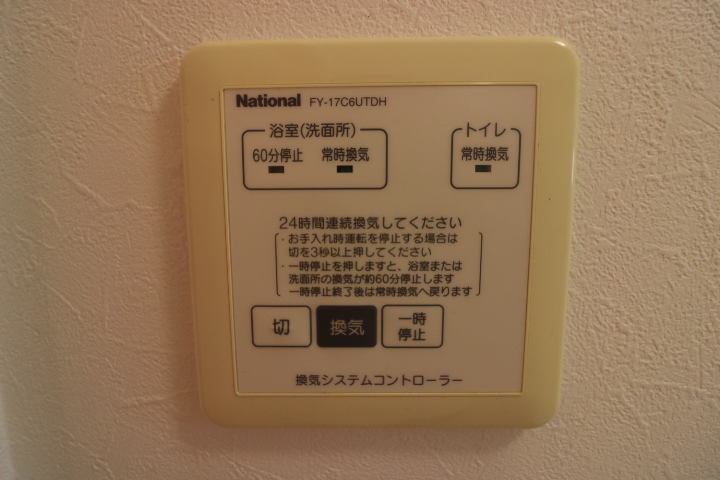 National FY-17C6UTDH
浴室(洗面所)
60分停止 常時換気
トイレ
常時換気
24時間連続換気してください
・お手入れ時運転を停止する場合は
切を3秒以上押してください
・一時停止を押しますと、浴室または
洗面所の換気が約60分停止します
一時停止終了後は常時換気へ戻ります
切
換気
一時
停止
換気システムコントローラー